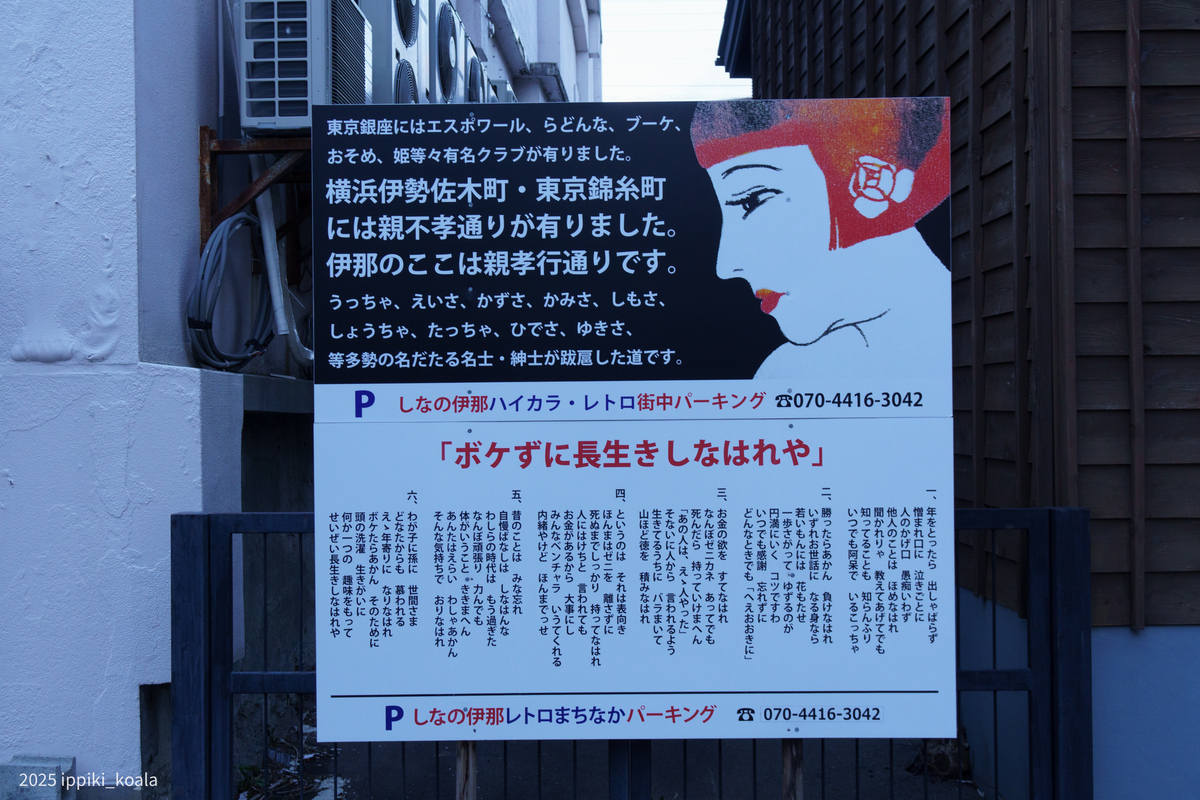 東京銀座にはエスポワール、らどんな、ブーケ、
おそめ、姫等々有名クラブが有りました。
横浜伊勢佐木町・東京錦糸町
には親不孝通りが有りました。
伊那のここは親孝行通りです。
うっちゃ、えいさ、かずさ、かみさ、しもさ、
しょうちゃ、たっちゃ、ひでさ、ゆきさ、
等多勢の名だたる名士・紳士が跋扈した道です。
P しなの伊那ハイカラ・レトロ街中パーキング ☎070-4416-3042
「ボケずに長生きしなはれや」
一、年をとったら 出しゃばらず
憎まれ口 泣きごとに
人のかげ口 愚痴いわず
他人のことは ほめなはれ
聞かれりゃ 教えてあげてでも
知ってることも 知らんふり
いつでも阿呆で いるこっちゃ
二、勝ったらあかん 負けなはれ
いずれお世話に なる身なら
若いもんには 花もたせ
一歩さがって ゆずるのが
円満にいく コツですわ
いつでも感謝 忘れずに
どんなときでも「へえおおきに」
三、お金の欲を すてなはれ
なんぼゼニカネ あってでも
死んだら 持っていけまへん
「あの人は、ええ人やった」
そないに人から 言われるよう
生きてるうちに バラまいて
山ほど徳を 積みなはれ
四、というのは それは表向き
ほんまはゼニを 離さずに
死ぬまでしっかり 持ってなはれ
人にはけちと 言われても
お金があるから 大事にし
みんなベンチャラ いうてくれる
内緒やけど ほんまでっせ
五、昔のことは みな忘れ
自慢ばなしは しなはんな
わしらの時代は もう過ぎた
なんぼ頑張り 力んでも
体がいうこと ききまへん
あんたはえらい わしゃあかん
そんな気持ちで おりなはれ
六、わが子に孫に 世間さま
どなたからも 慕われる
ええ年寄りに なりなはれ
ボケたらあかん そのために
頭の洗濯 生きがいに
何か一つの 趣味をもって
せいぜい長生きしなはれや
P しなの伊那レトロまちなかパーキング ☎ 070-4416-3042
2025 ippiki_koala